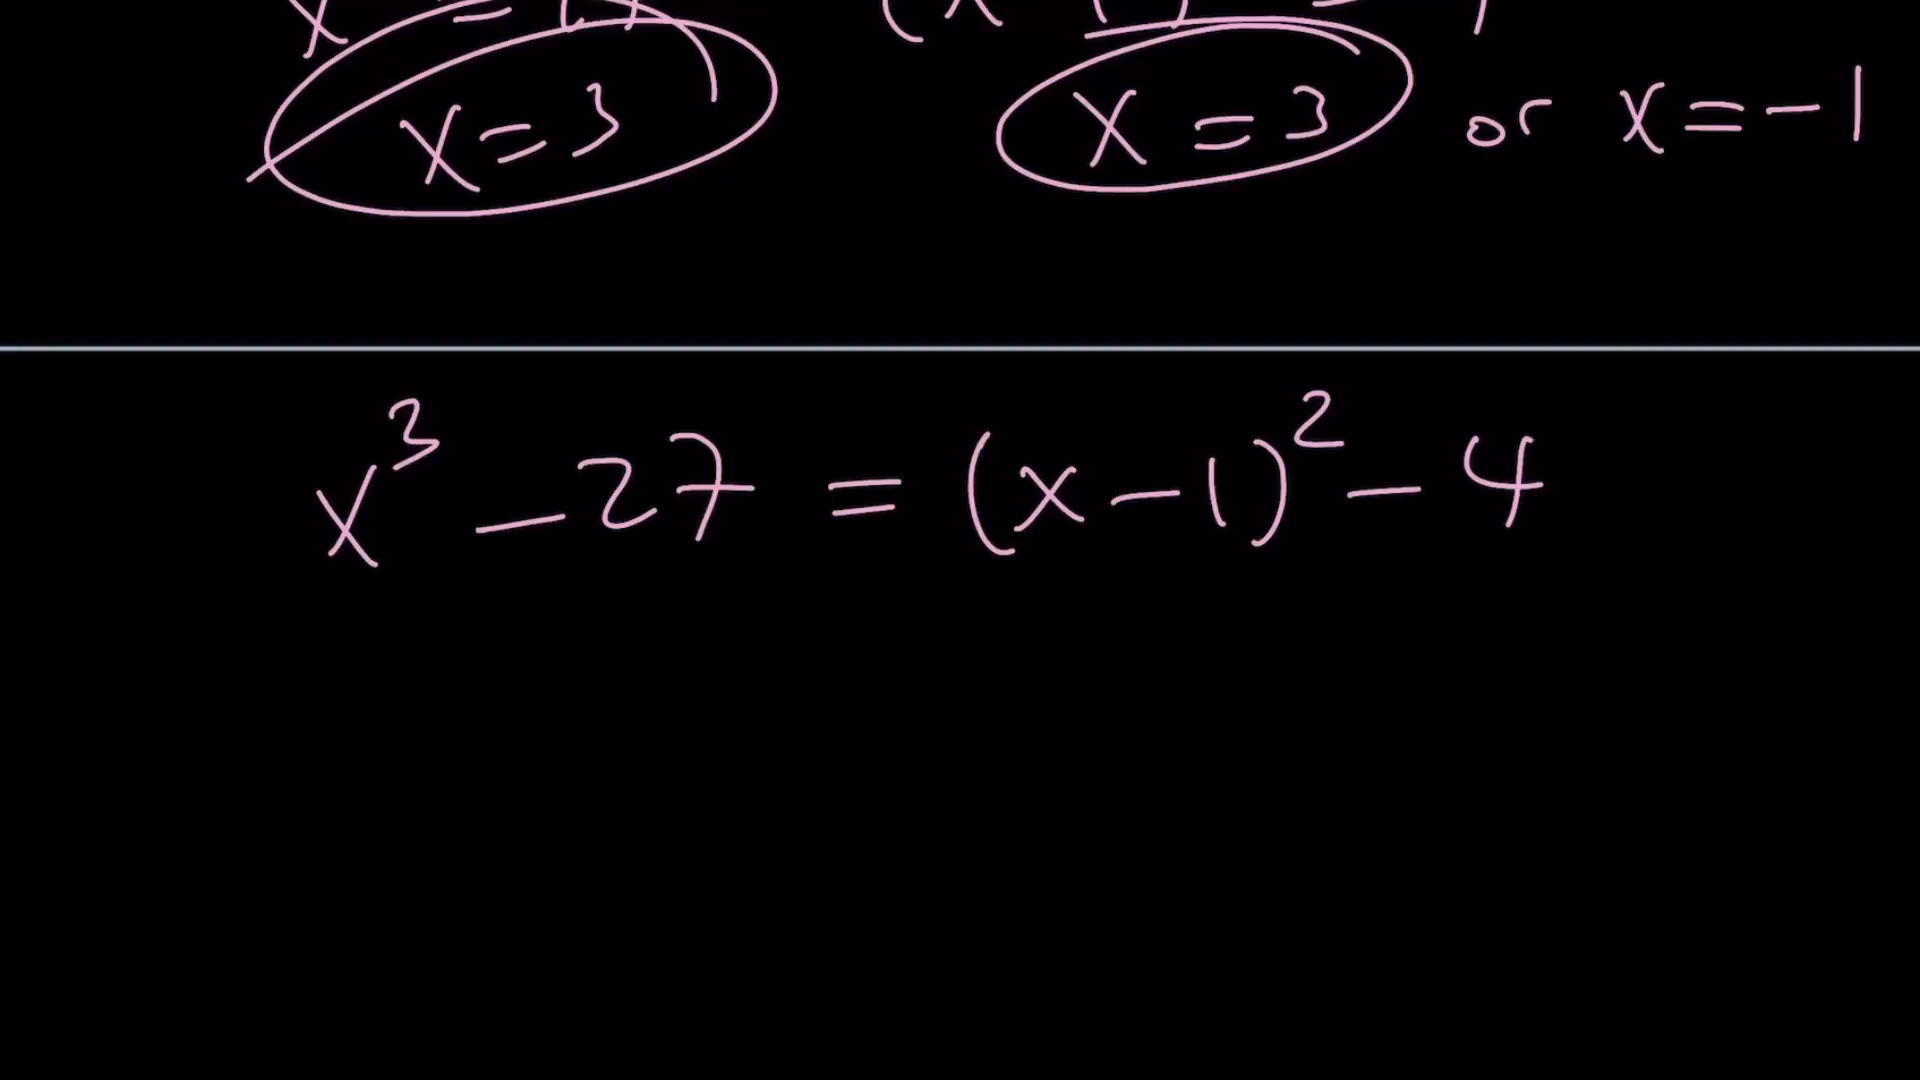 x = 3 x = 3 or x = -1
x³ - 27 = (x-1)² - 4